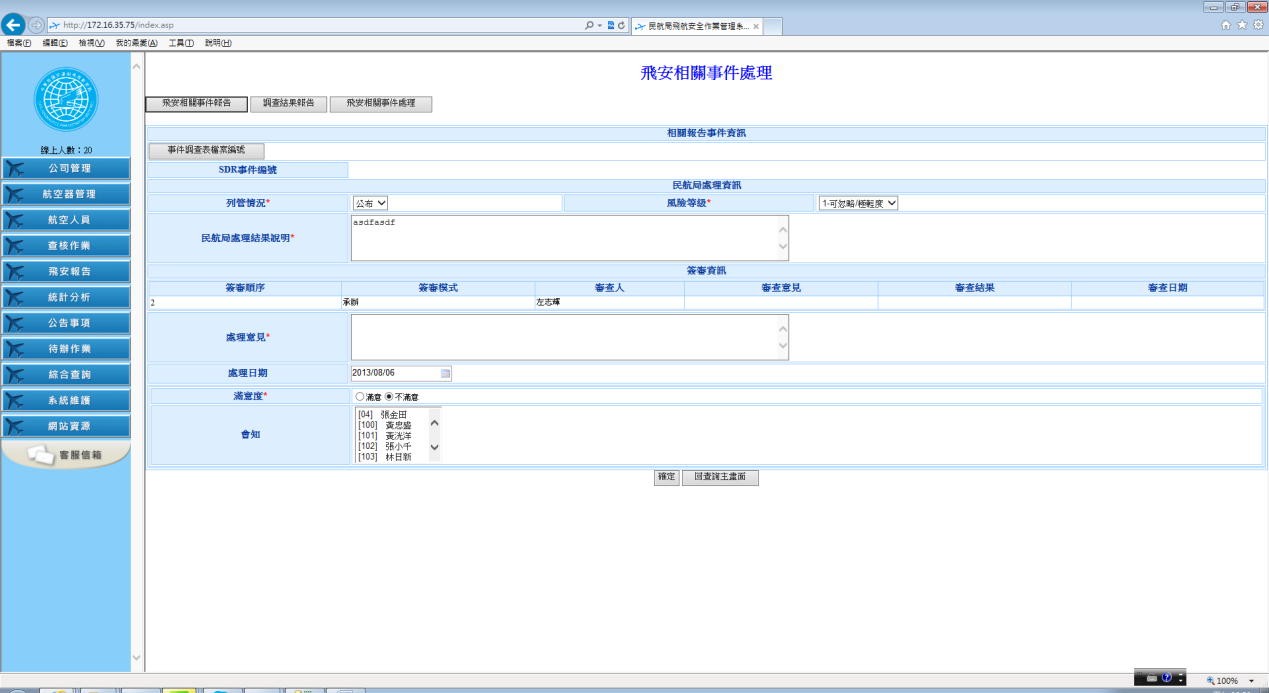 http://172.16.35.75/index.asp
民航局飛航安全作業管理系...
檔案(F) 編輯(E) 檢視(V) 我的最愛(A) 工具(T) 說明(H)
飛安相關事件處理
飛安相關事件報告 調查結果報告 飛安相關事件處理
線上人數：20
公司管理
航空器管理
航空人員
查核作業
飛安報告
統計分析
公告事項
待辦作業
綜合查詢
系統維護
網站資源
客服信箱
相關報告事件資訊
事件調查表檔案編號
SDR事件編號
民航局處理資訊
列管情況* 公布 風險等級* 1-可忽略/極輕度
民航局處理結果說明* asdfasdf
簽審資訊
簽審順序 簽審模式 審查人 審查意見 審查結果 審查日期
2 承辦 左志輝
處理意見*
處理日期 2013/08/06
滿意度* 滿意 不滿意
會知
[04] 張金田
[100] 黃忠盛
[101] 黃洸洋
[102] 張小千
[103] 林日新
確定 回查詢主畫面
100%